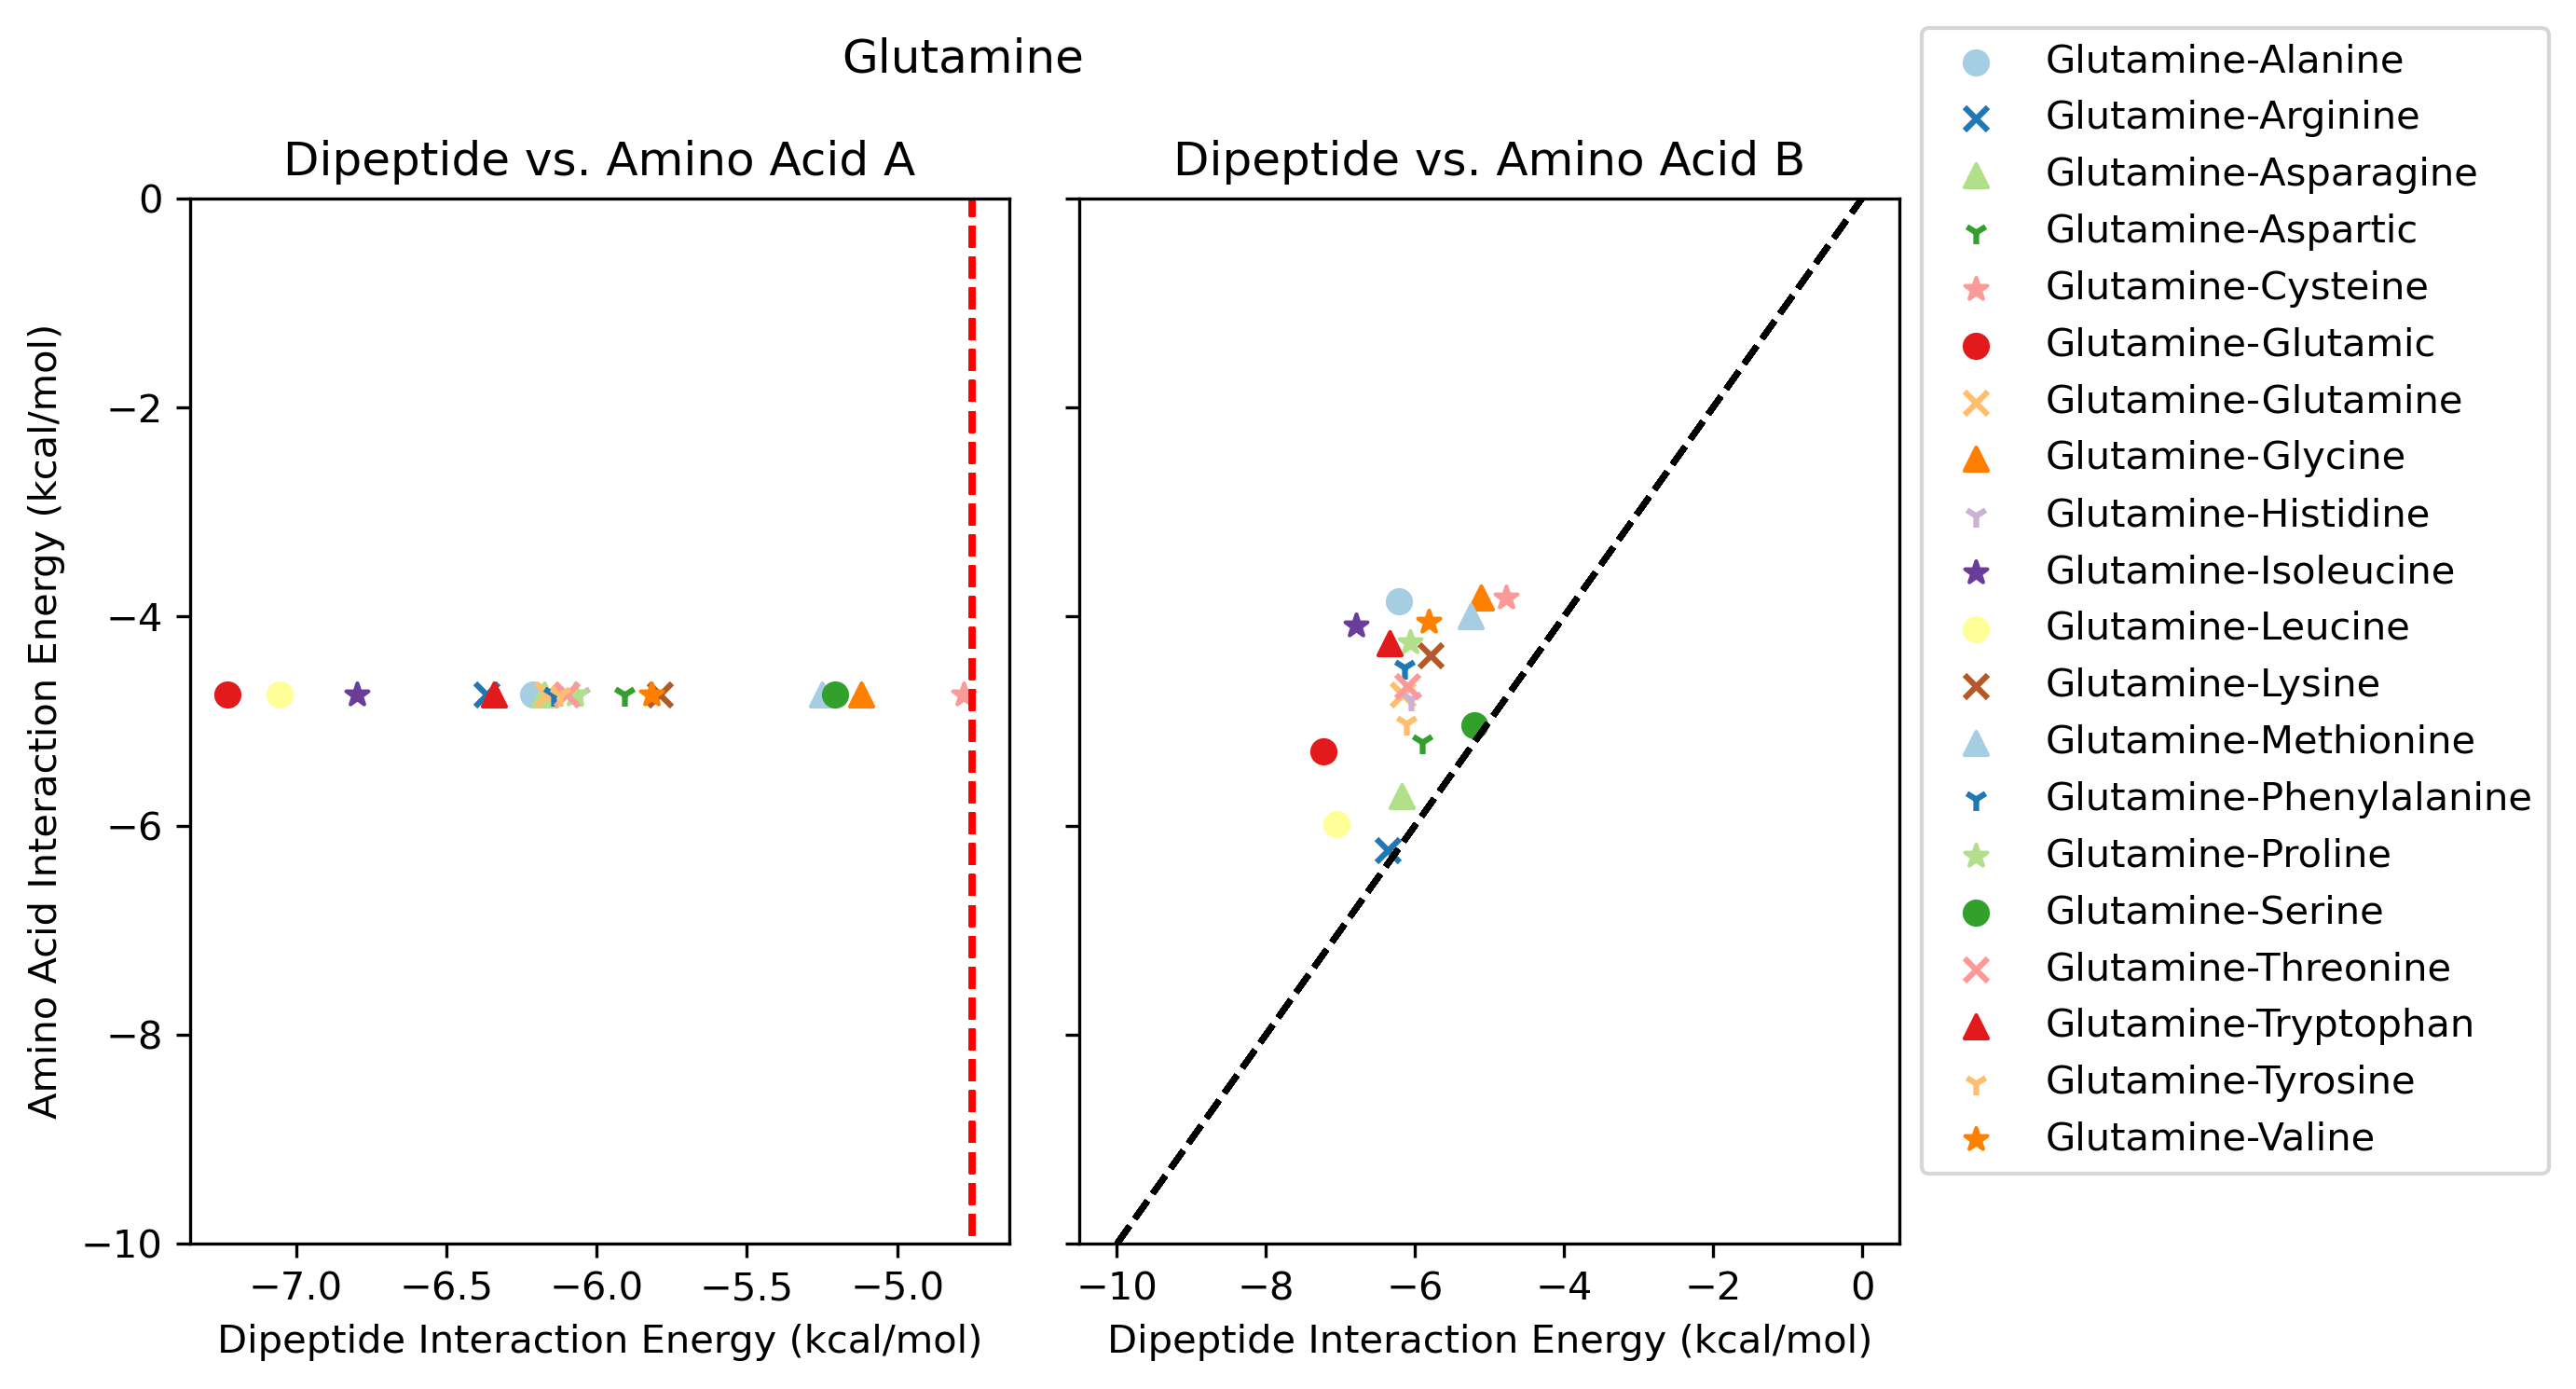 Glutamine
Dipeptide vs. Amino Acid A
Dipeptide vs. Amino Acid B
Amino Acid Interaction Energy (kcal/mol)
0
−2
−4
−6
−8
−10
−7.0 −6.5 −6.0 −5.5 −5.0
Dipeptide Interaction Energy (kcal/mol)
−10 −8 −6 −4 −2 0
Dipeptide Interaction Energy (kcal/mol)
Glutamine-Alanine
Glutamine-Arginine
Glutamine-Asparagine
Glutamine-Aspartic
Glutamine-Cysteine
Glutamine-Glutamic
Glutamine-Glutamine
Glutamine-Glycine
Glutamine-Histidine
Glutamine-Isoleucine
Glutamine-Leucine
Glutamine-Lysine
Glutamine-Methionine
Glutamine-Phenylalanine
Glutamine-Proline
Glutamine-Serine
Glutamine-Threonine
Glutamine-Tryptophan
Glutamine-Tyrosine
Glutamine-Valine